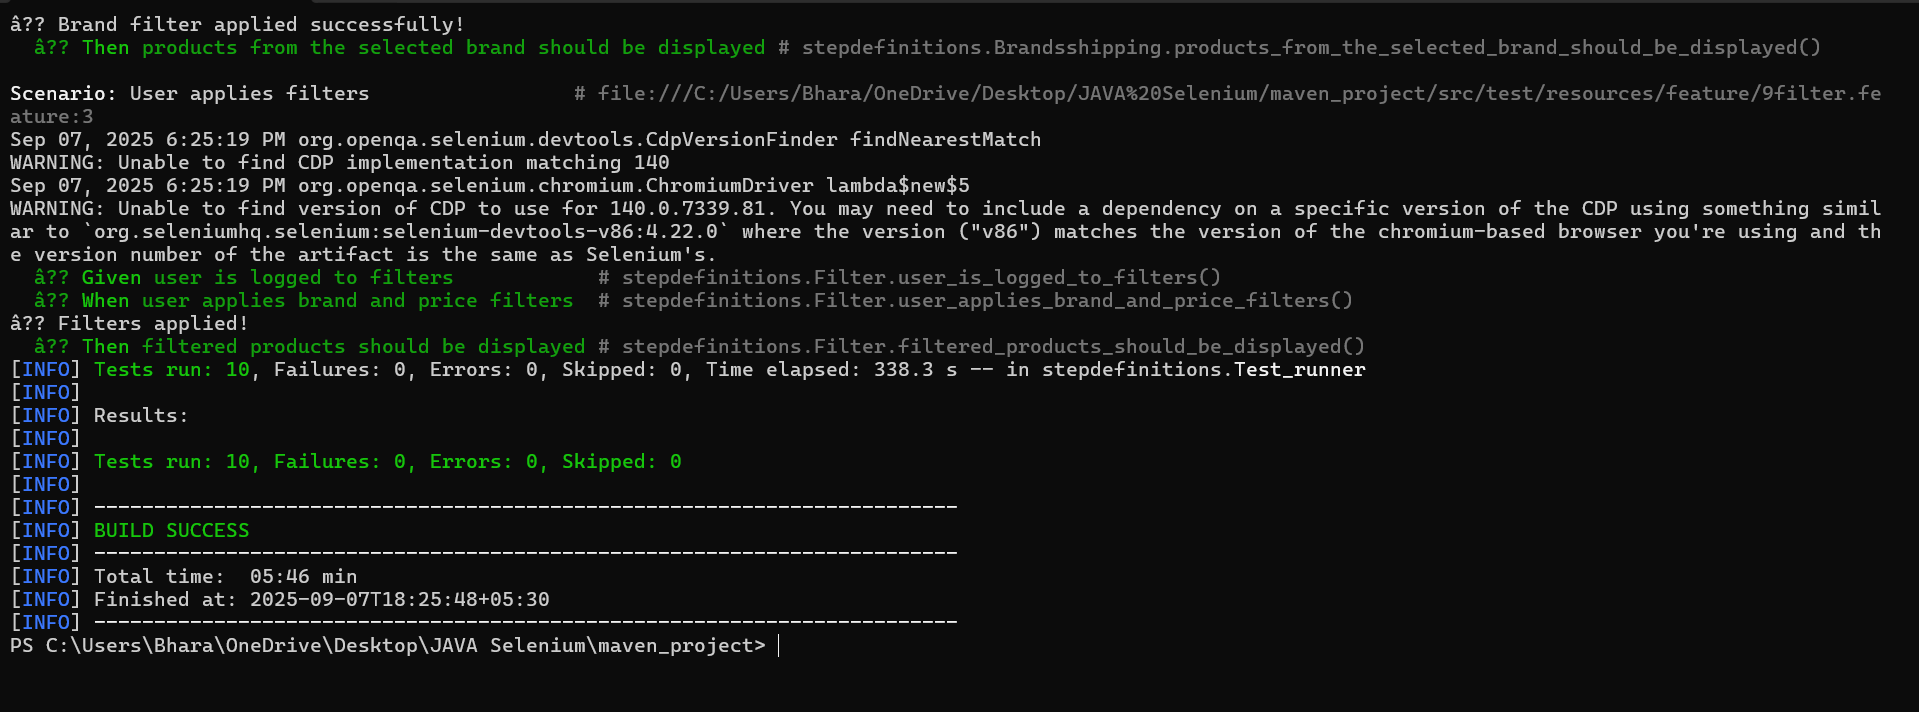 â?? Brand filter applied successfully!
â?? Then products from the selected brand should be displayed # stepdefinitions.Brandsshipping.products_from_the_selected_brand_should_be_displayed()
Scenario: User applies filters # file:///C:/Users/Bhara/OneDrive/Desktop/JAVA%20Selenium/maven_project/src/test/resources/feature/9filter.fe
ature:3
Sep 07, 2025 6:25:19 PM org.openqa.selenium.devtools.CdpVersionFinder findNearestMatch
WARNING: Unable to find CDP implementation matching 140
Sep 07, 2025 6:25:19 PM org.openqa.selenium.chromium.ChromiumDriver lambda$new$5
WARNING: Unable to find version of CDP to use for 140.0.7339.81. You may need to include a dependency on a specific version of the CDP using something simil
ar to `org.seleniumhq.selenium:selenium-devtools-v86:4.22.0` where the version ("v86") matches the version of the chromium-based browser you're using and th
e version number of the artifact is the same as Selenium's.
â?? Given user is logged to filters # stepdefinitions.Filter.user_is_logged_to_filters()
â?? When user applies brand and price filters # stepdefinitions.Filter.user_applies_brand_and_price_filters()
â?? Filters applied!
â?? Then filtered products should be displayed # stepdefinitions.Filter.filtered_products_should_be_displayed()
[INFO] Tests run: 10, Failures: 0, Errors: 0, Skipped: 0, Time elapsed: 338.3 s -- in stepdefinitions.Test_runner
[INFO]
[INFO] Results:
[INFO]
[INFO] Tests run: 10, Failures: 0, Errors: 0, Skipped: 0
[INFO]
[INFO] ------------------------------------------------------------------------
[INFO] BUILD SUCCESS
[INFO] ------------------------------------------------------------------------
[INFO] Total time:  05:46 min
[INFO] Finished at: 2025-09-07T18:25:48+05:30
[INFO] ------------------------------------------------------------------------
PS C:\Users\Bhara\OneDrive\Desktop\JAVA Selenium\maven_project>